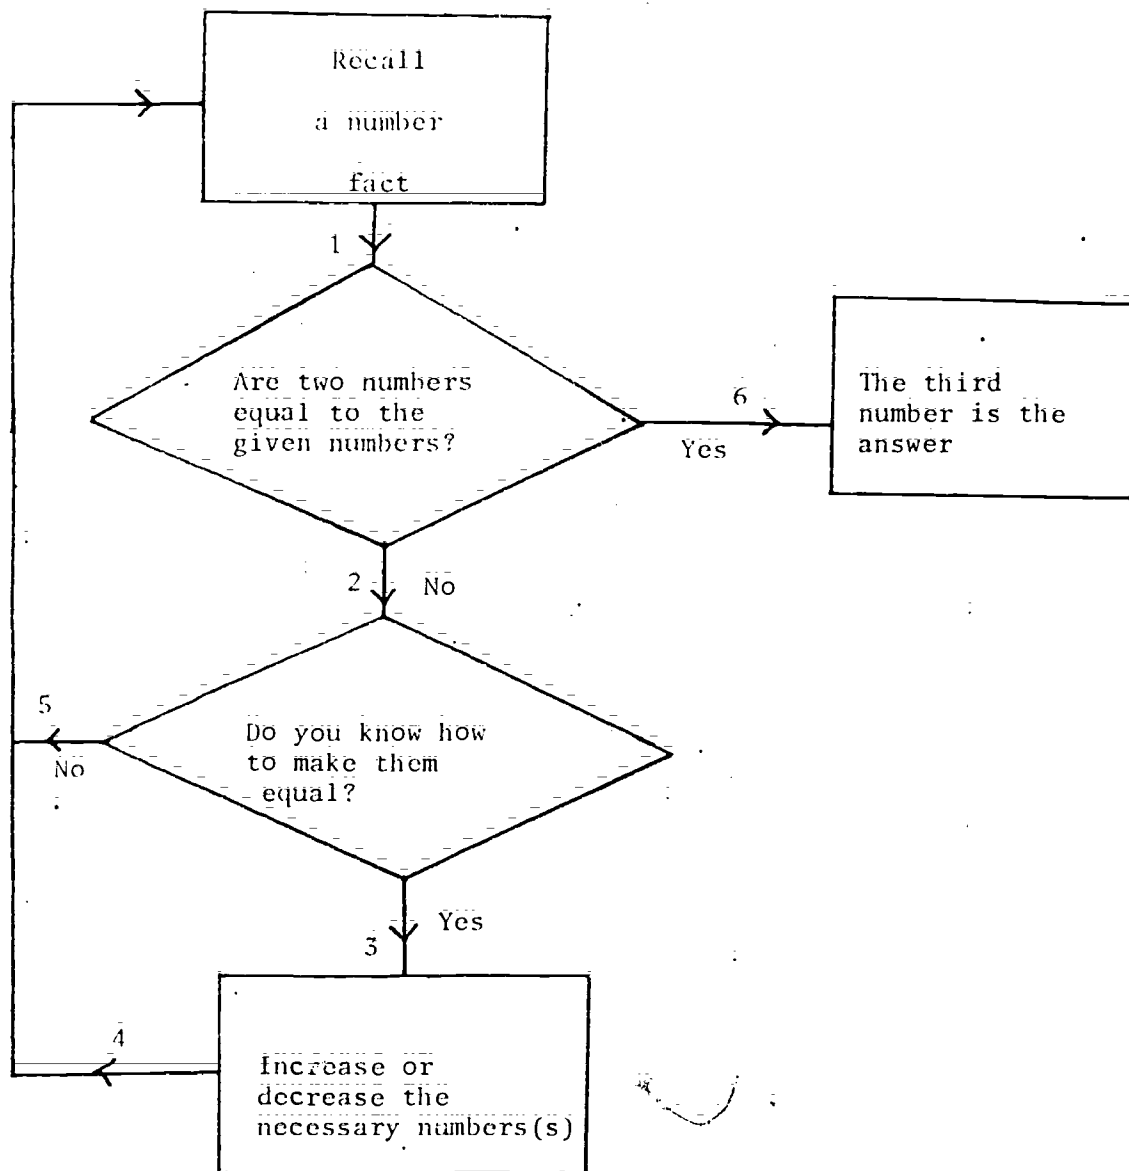 Recall
a number
fact
1
Are two numbers
equal to the
given numbers?
6
Yes
The third
number is the
answer
2 No
5
No
Do you know how
to make them
equal?
Yes
3
4
Increase or
decrease the
necessary numbers(s)